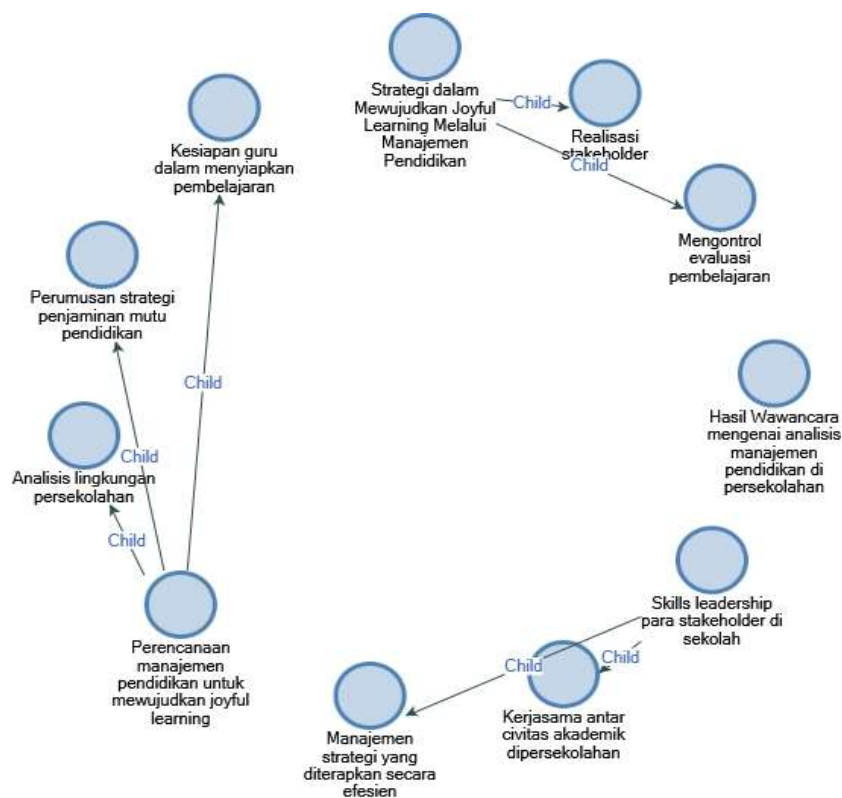 Strategi dalam
Mewujudkan Joyful
Learning Melalui
Manajemen
Pendidikan
Child
Realisasi
stakeholder
Child
Kesiapan guru
dalam menyiapkan
pembelajaran
Mengontrol
evaluasi
pembelajaran
Perumusan strategi
penjaminan mutu
pendidikan
Child
Hasil Wawancara
mengenai analisis
manajemen
pendidikan di
persekolahan
Child
Analisis lingkungan
persekolahan
Child
Skills leadership
para stakeholder di
sekolah
Perencanaan
manajemen
pendidikan untuk
mewujudkan joyful
learning
Child
Child
Kerjasama antar
civitas akademik
dipersekolahan
Manajemen
strategi yang
diterapkan secara
efesien